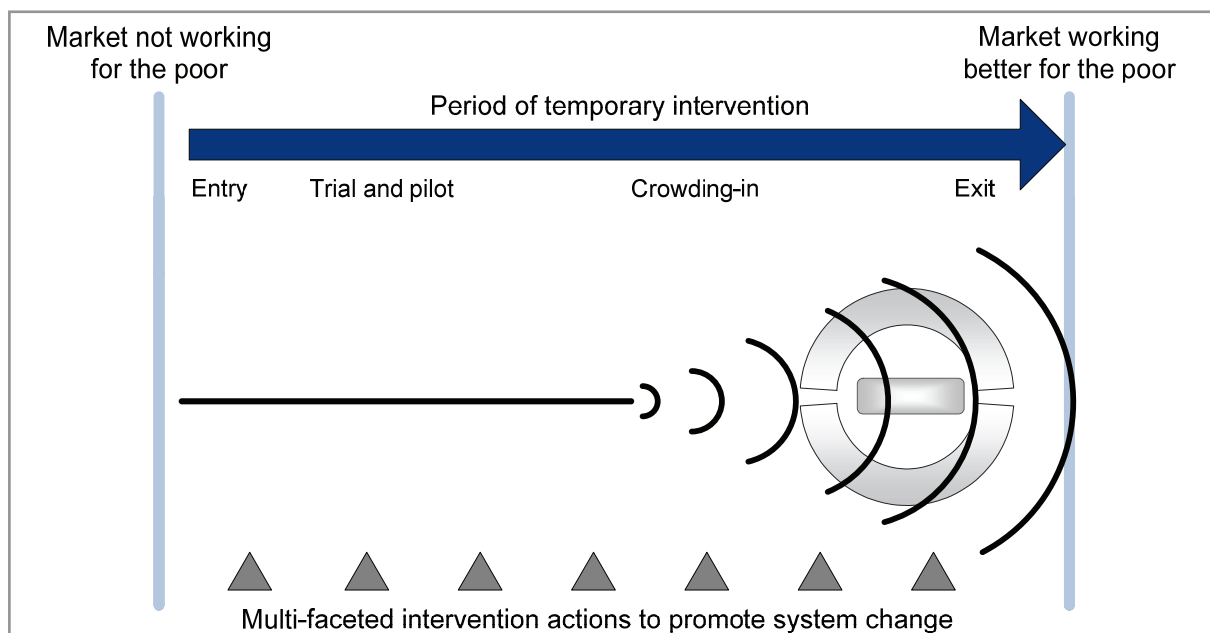 Market not working
for the poor
Market working
better for the poor
Period of temporary intervention
Entry
Trial and pilot
Crowding-in
Exit
Multi-faceted intervention actions to promote system change